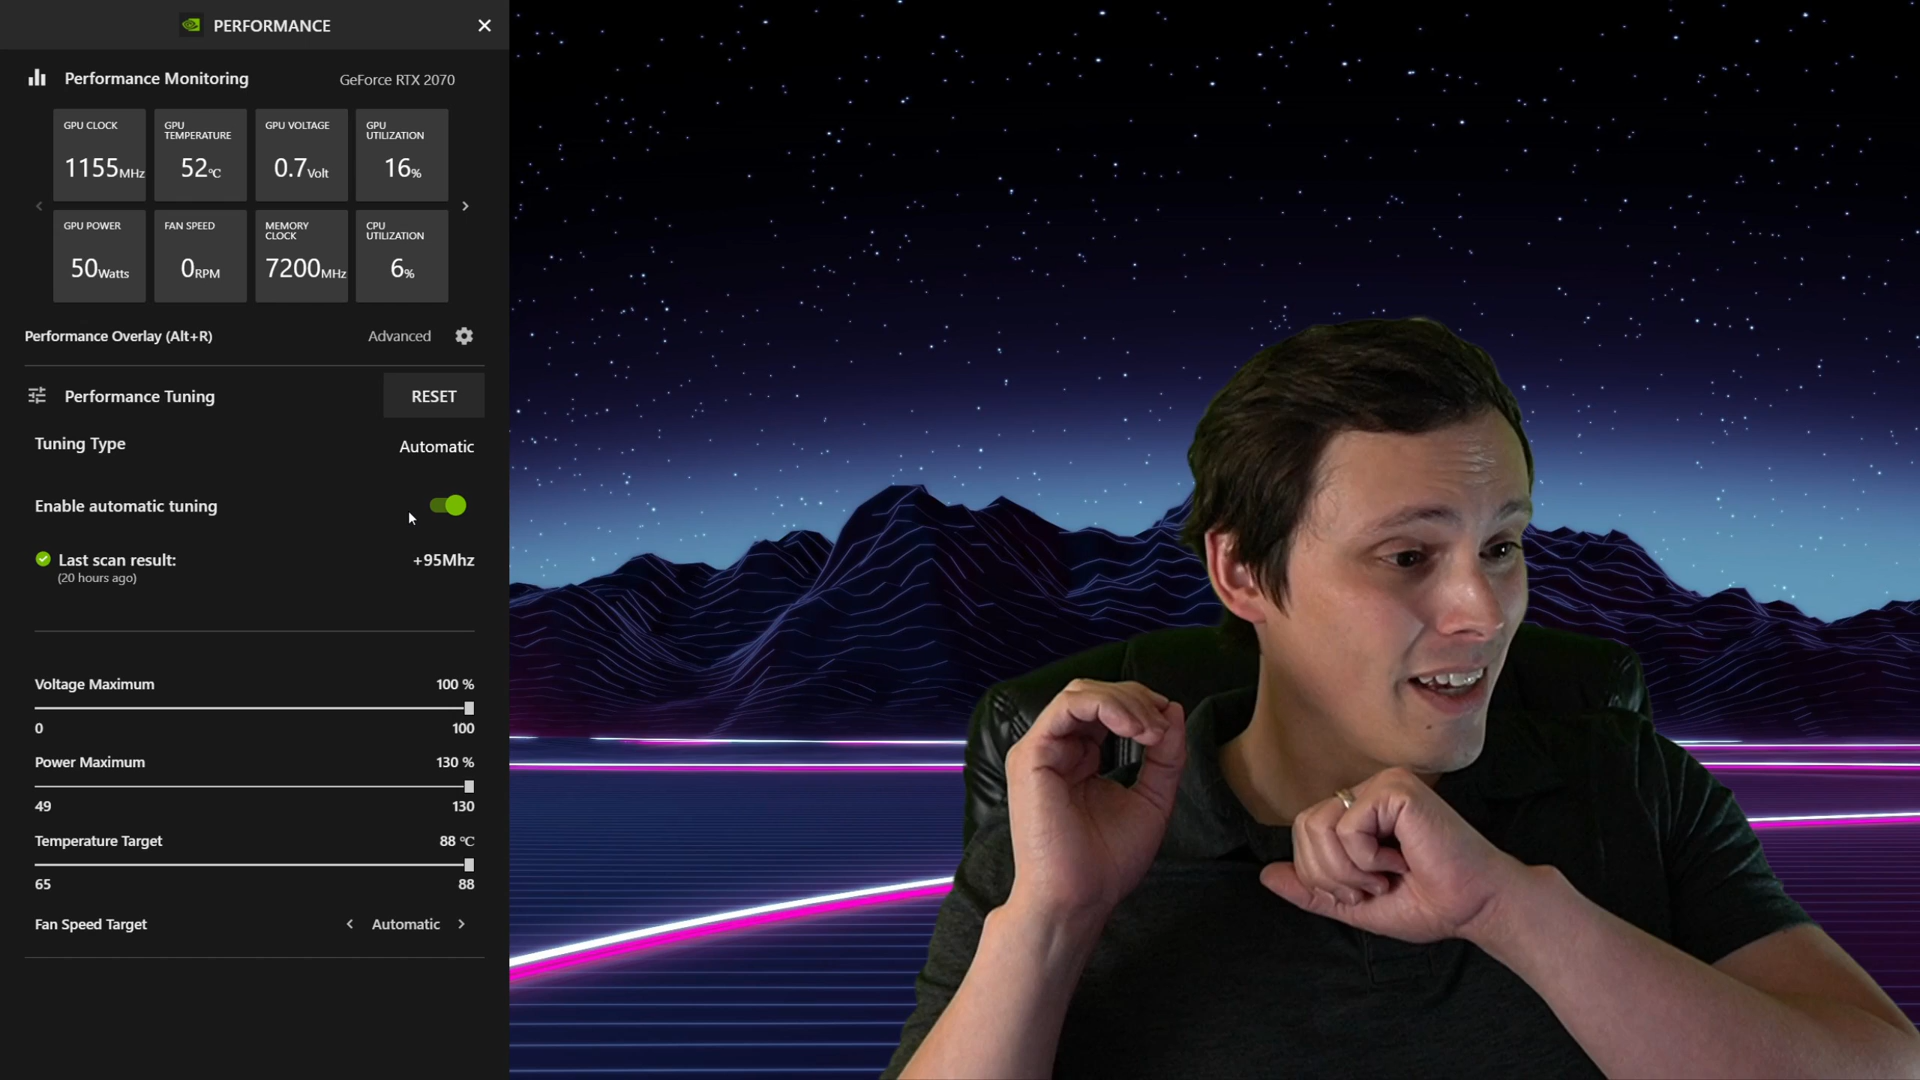 PERFORMANCE
Performance Monitoring
GeForce RTX 2070
GPU CLOCK
1155MHz
GPU TEMPERATURE
52°C
GPU VOLTAGE
0.7Volt
GPU UTILIZATION
16%
GPU POWER
50Watts
FAN SPEED
0RPM
MEMORY CLOCK
7200MHz
CPU UTILIZATION
6%
Performance Overlay (Alt+R)
Advanced
Performance Tuning
RESET
Tuning Type
Automatic
Enable automatic tuning
Last scan result:
+95Mhz
(20 hours ago)
Voltage Maximum
100 %
0
100
Power Maximum
130 %
49
130
Temperature Target
88 °C
65
88
Fan Speed Target
Automatic